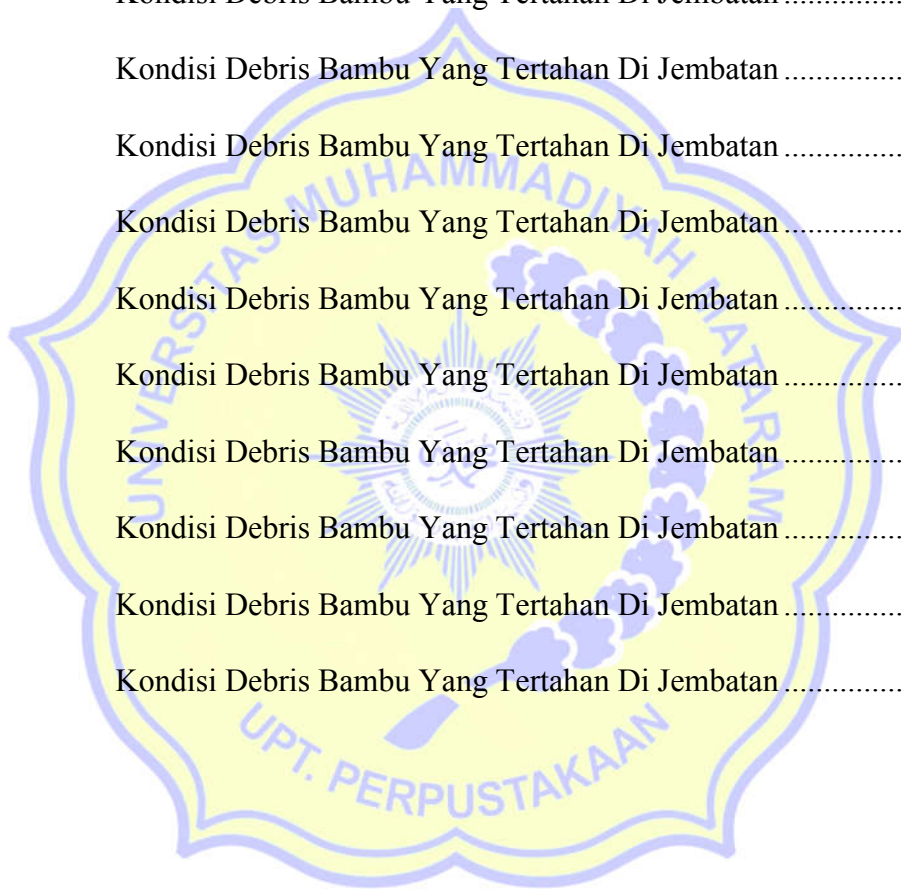 Kondisi Debris Bambu Yang Tertahan Di Jembatan ...............
Kondisi Debris Bambu Yang Tertahan Di Jembatan ...............
Kondisi Debris Bambu Yang Tertahan Di Jembatan ...............
Kondisi Debris Bambu Yang Tertahan Di Jembatan ...............
Kondisi Debris Bambu Yang Tertahan Di Jembatan ...............
Kondisi Debris Bambu Yang Tertahan Di Jembatan ...............
Kondisi Debris Bambu Yang Tertahan Di Jembatan ...............
Kondisi Debris Bambu Yang Tertahan Di Jembatan ...............
Kondisi Debris Bambu Yang Tertahan Di Jembatan ...............
Kondisi Debris Bambu Yang Tertahan Di Jembatan ...............
UNIVERSITAS MUHAMMADIYAH MATARAM
UPT. PERPUSTAKAAN